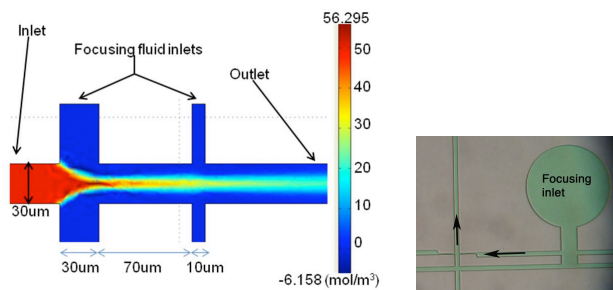 Inlet
Focusing fluid inlets
Outlet
30um
30um
70um
10um
56.295
50
40
30
20
10
0
-6.158 (mol/m³)
Focusing
inlet